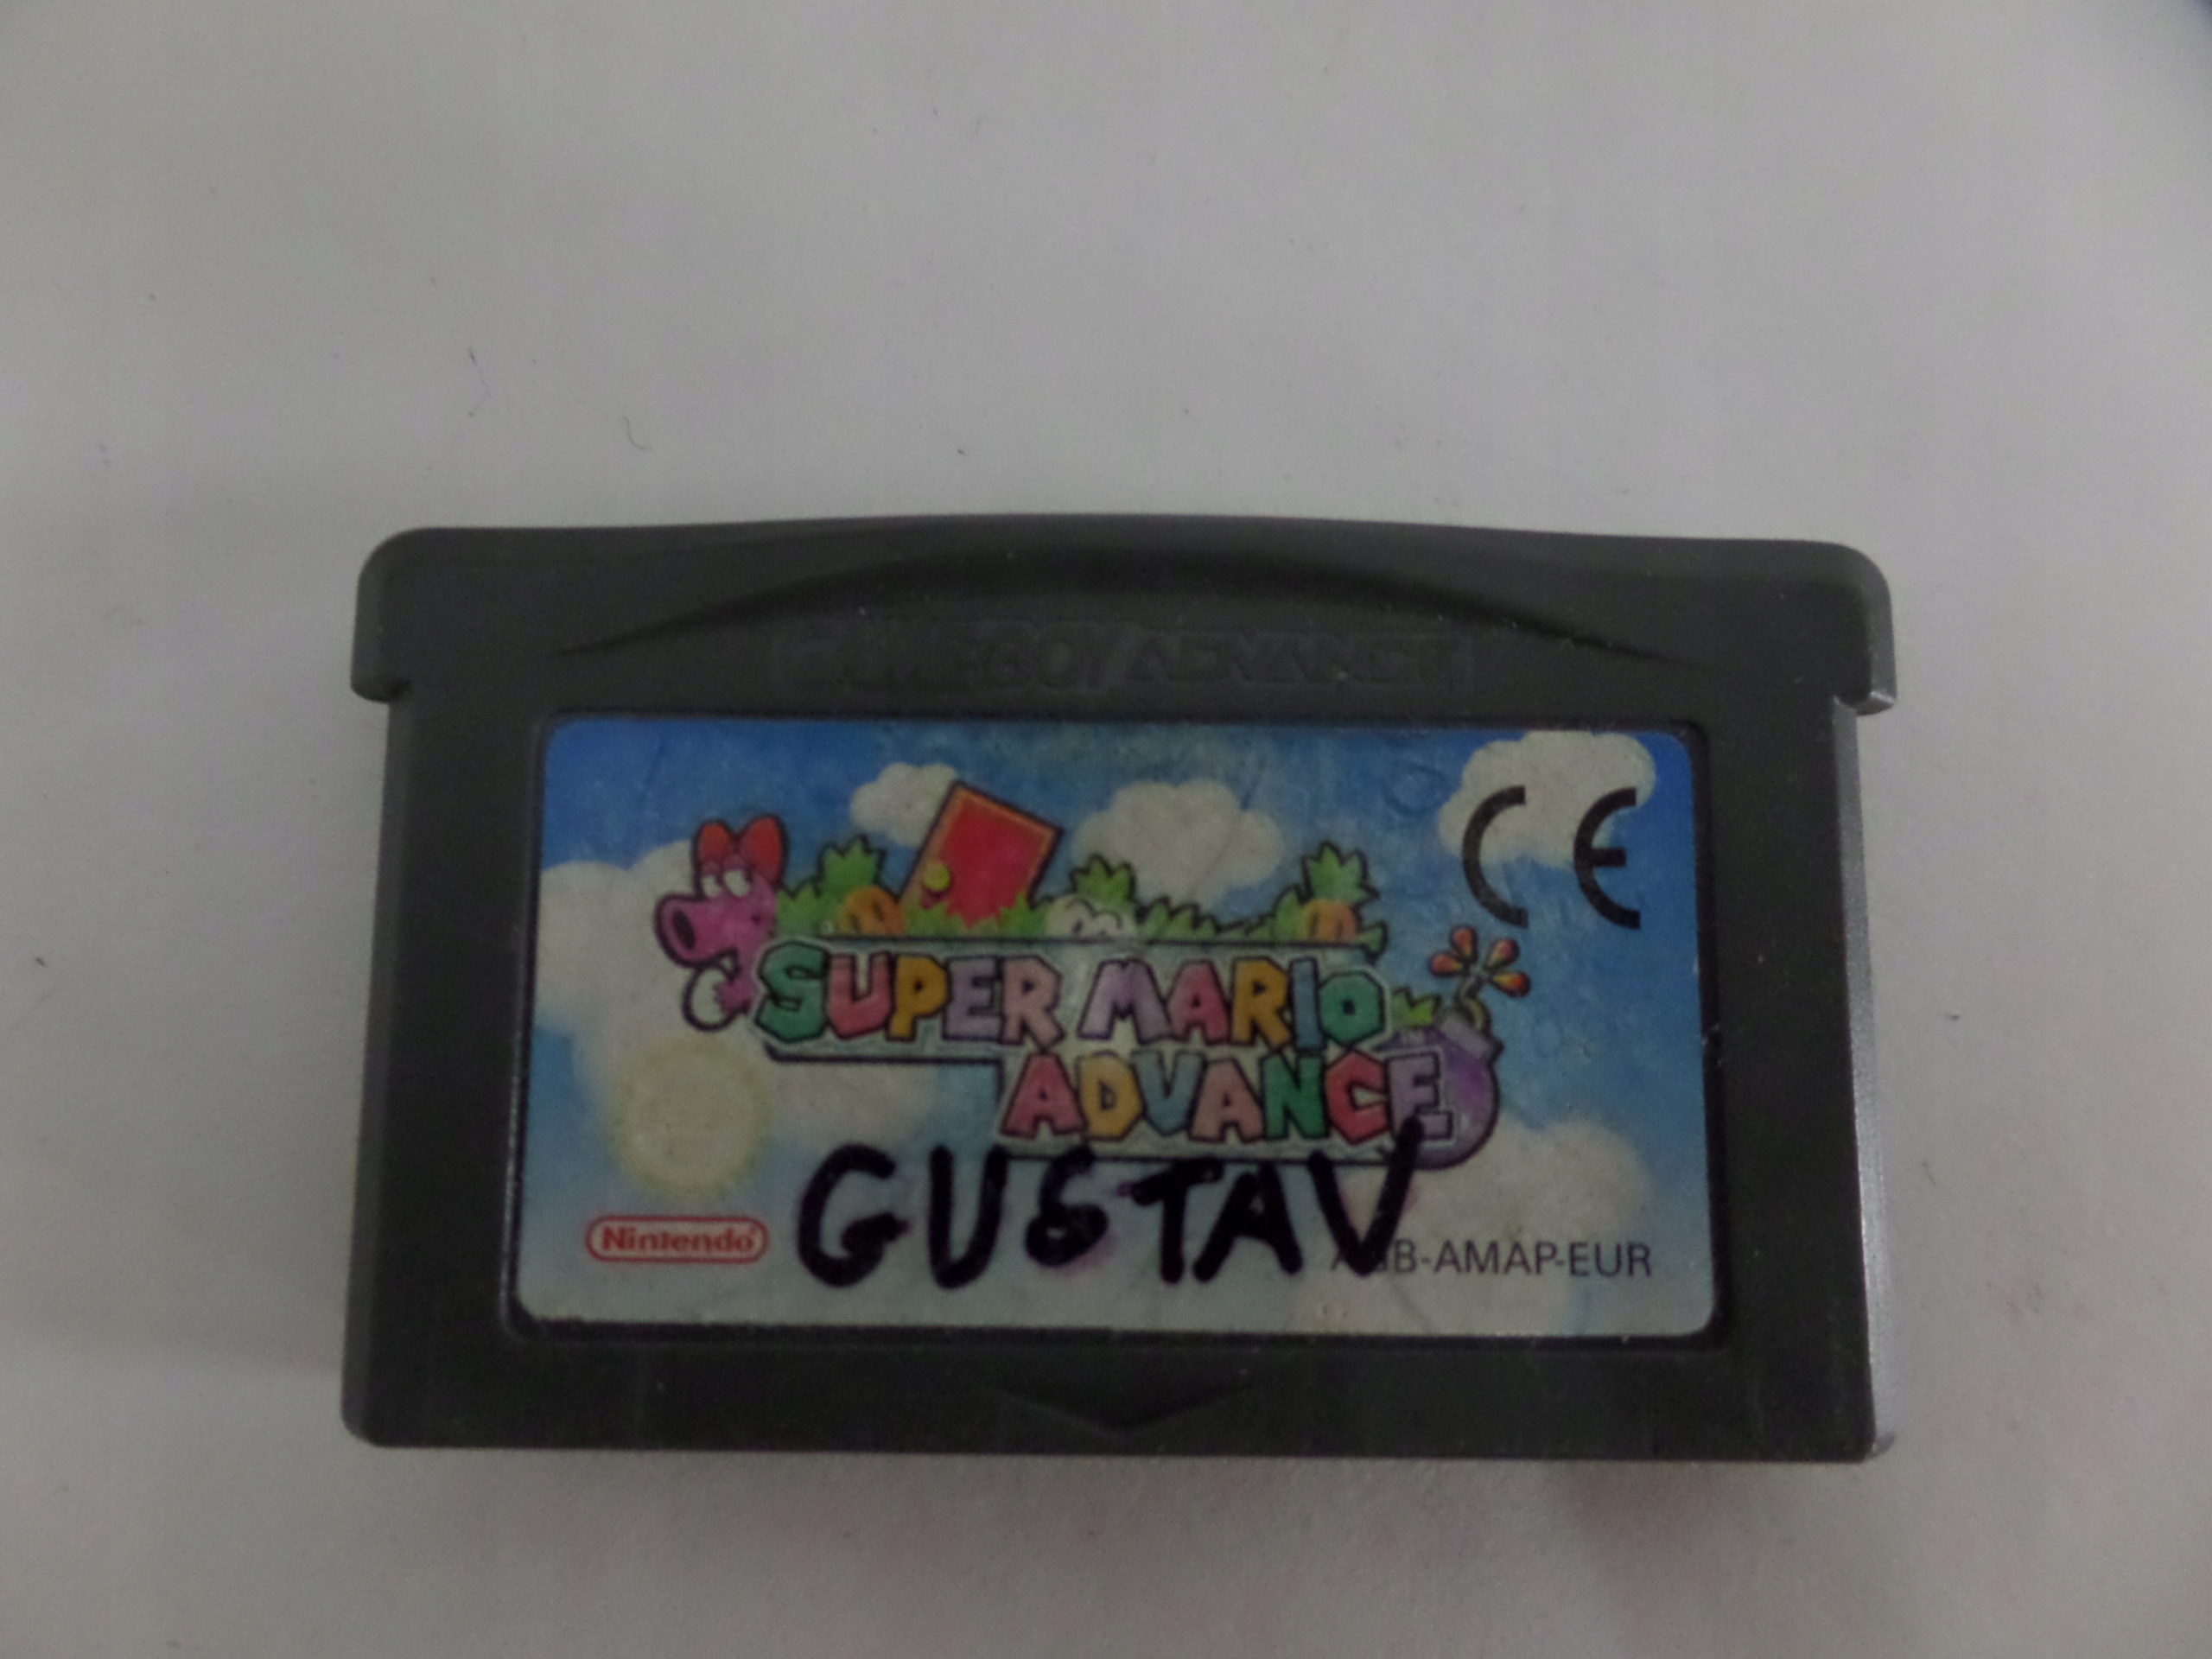 GAME BOY ADVANCE
CE
SUPER MARIO
ADVANCE
GUSTAV
Nintendo
AGB-AMAP-EUR